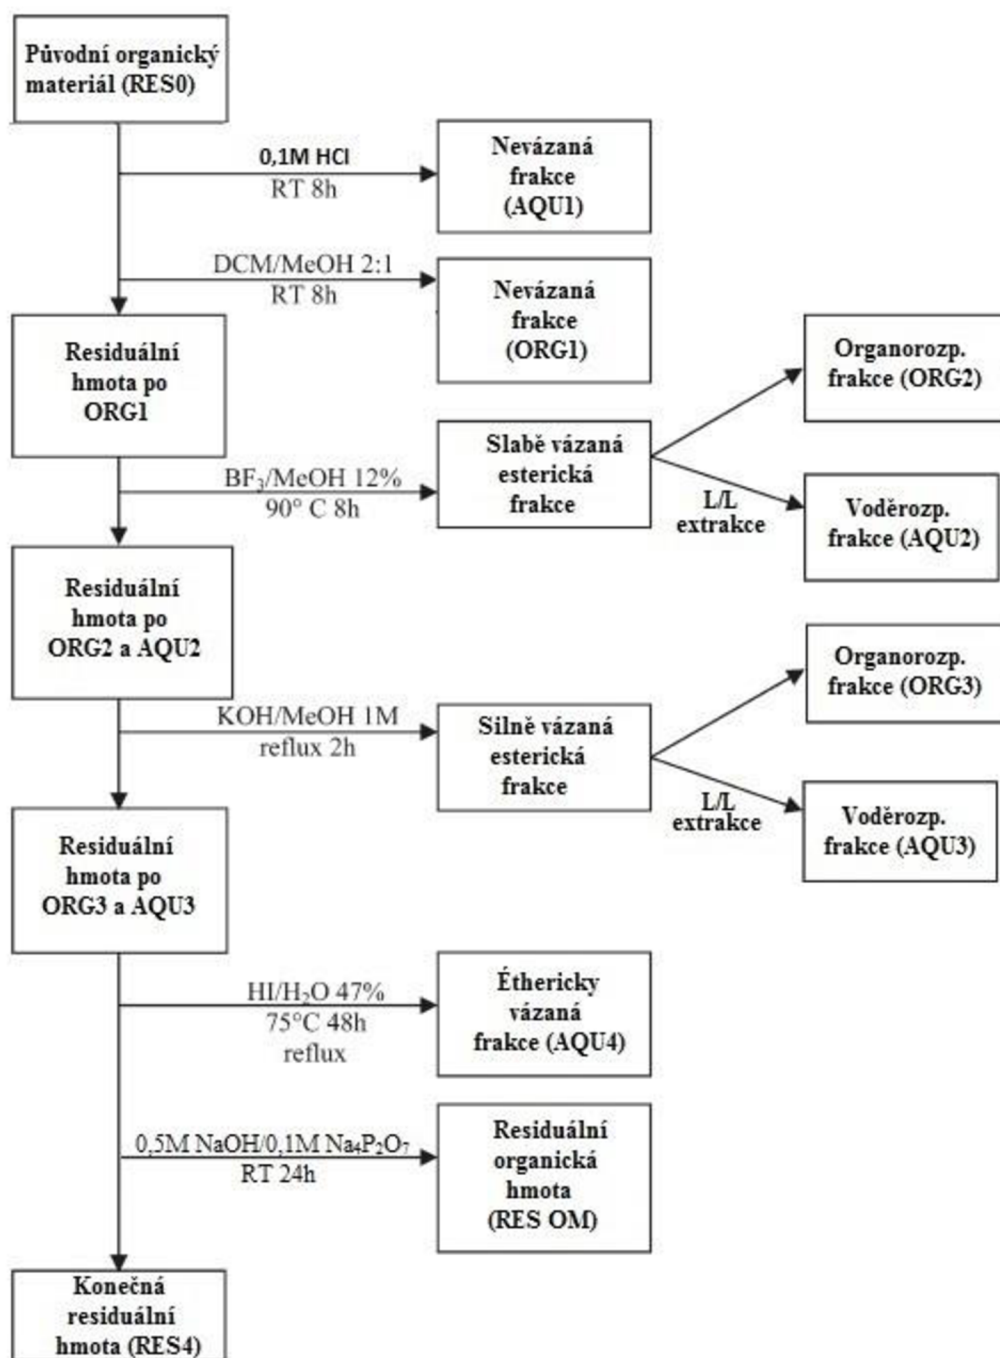 Původní organický
materiál (RES0)
0,1M HCl
RT 8h
Nevázaná
frakce
(AQU1)
DCM/MeOH 2:1
RT 8h
Nevázaná
frakce
(ORG1)
Residuální
hmota po
ORG1
BF3/MeOH 12%
90° C 8h
Slabě vázaná
esterická
frakce
Organorozp.
frakce (ORG2)
L/L
extrakce
Voděrozp.
frakce (AQU2)
Residuální
hmota po
ORG2 a AQU2
KOH/MeOH 1M
reflux 2h
Silně vázaná
esterická
frakce
Organorozp.
frakce (ORG3)
L/L
extrakce
Voděrozp.
frakce (AQU3)
Residuální
hmota po
ORG3 a AQU3
HI/H2O 47%
75°C 48h
reflux
Éthericky
vázaná
frakce (AQU4)
0,5M NaOH/0,1M Na4P2O7
RT 24h
Residuální
organická
hmota
(RES OM)
Konečná
residuální
hmota (RES4)